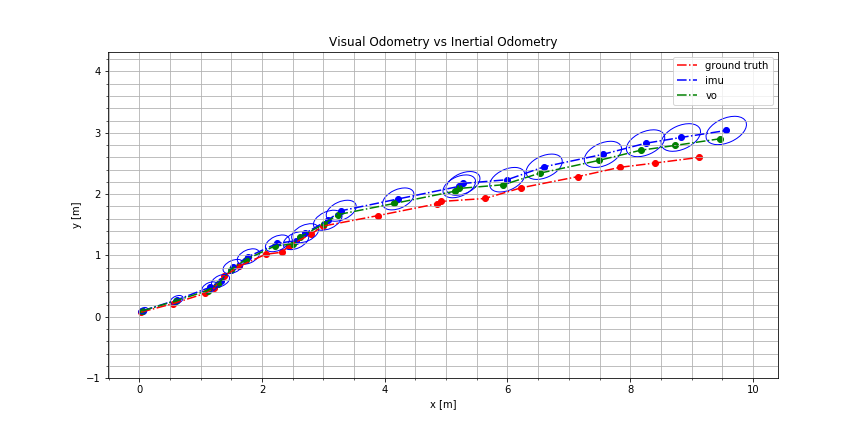 Visual Odometry vs Inertial Odometry
ground truth
imu
vo
y [m]
4
3
2
1
0
−1
0
2
4
6
8
10
x [m]